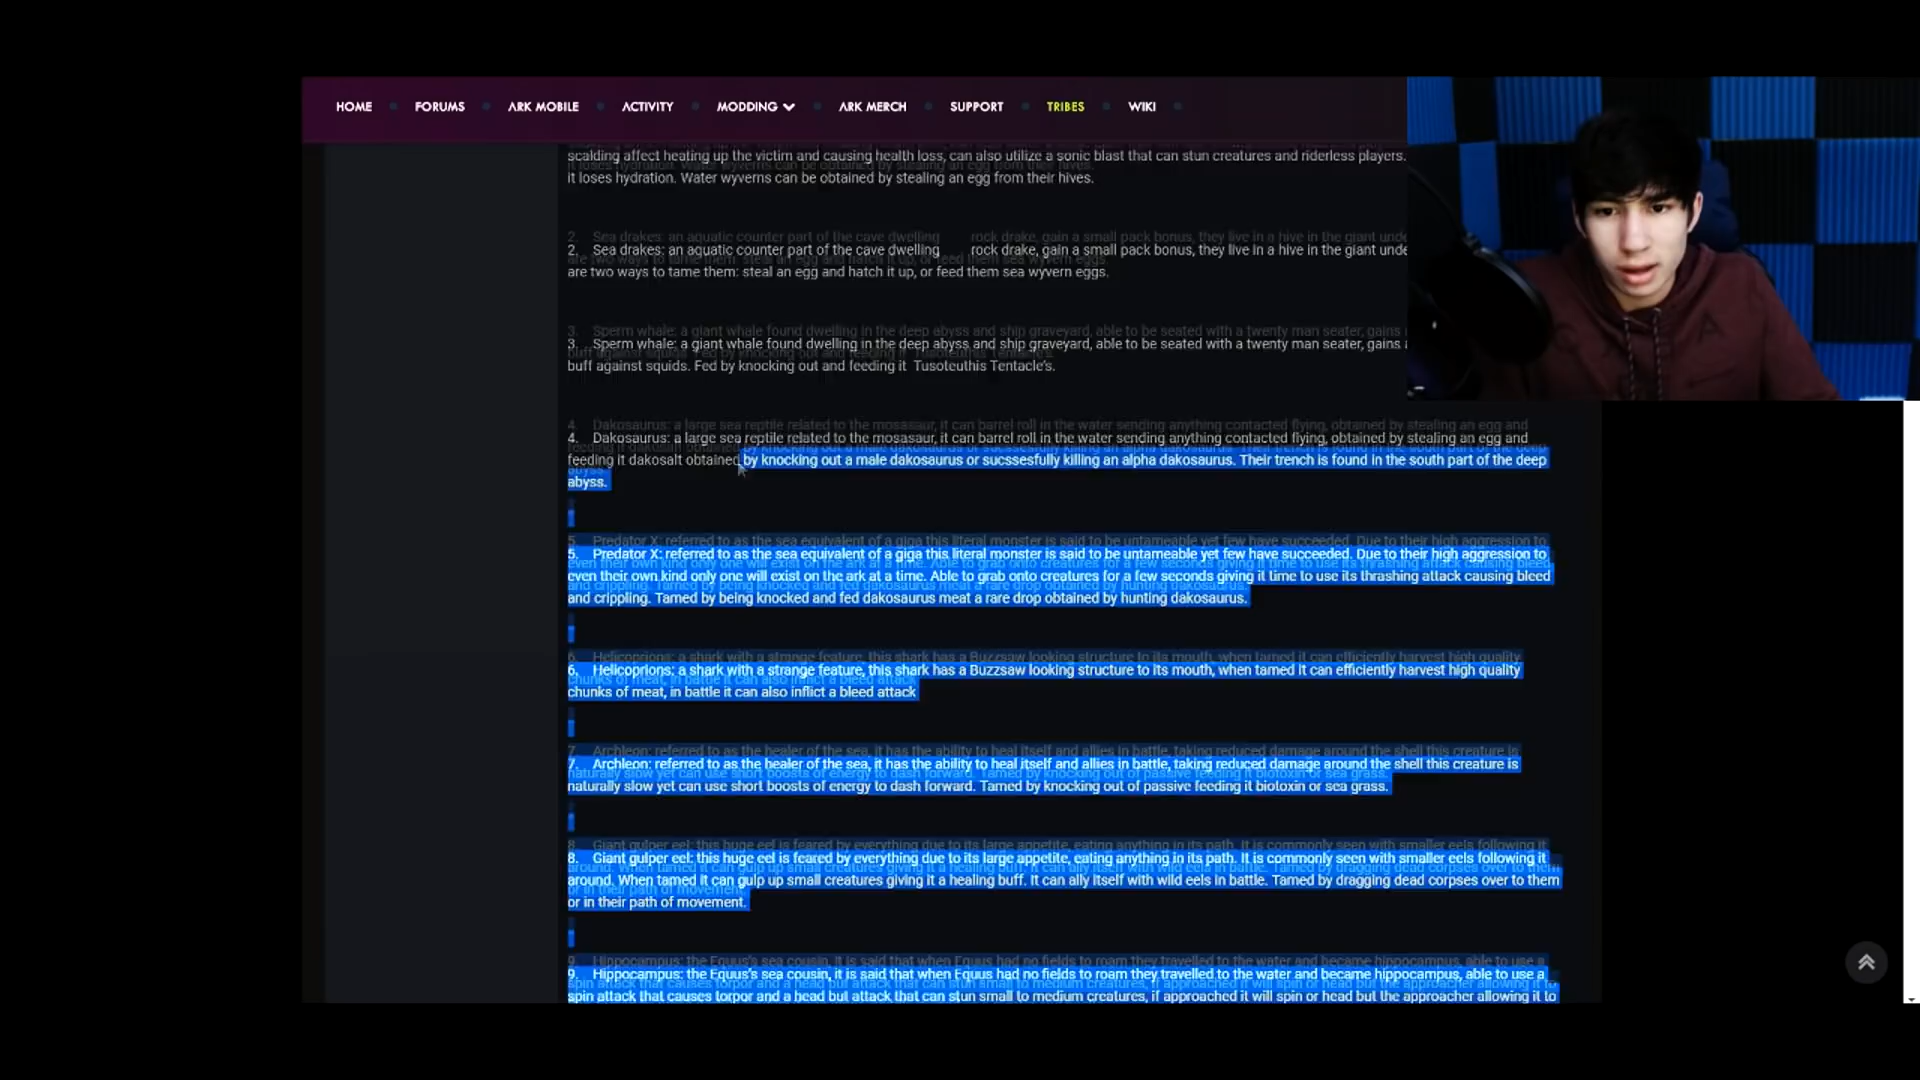 HOME FORUMS ARK MOBILE ACTIVITY MODDING ARK MERCH SUPPORT TRIBES WIKI
scalding affect heating up the victim and causing health loss, can also utilize a sonic blast that can stun creatures and riderless players.
it loses hydration. Water wyverns can be obtained by stealing an egg from their hives.
2. Sea drakes: an aquatic counter part of the cave dwelling rock drake, gain a small pack bonus, they live in a hive in the giant unde
are two ways to tame them: steal an egg and hatch it up, or feed them sea wyvern eggs.
3. Sperm whale: a giant whale found dwelling in the deep abyss and ship graveyard, able to be seated with a twenty man seater, gains
buff against squids. Fed by knocking out and feeding it Tusoteuthis Tentacle's.
4. Dakosaurus: a large sea reptile related to the mosasaur, it can barrel roll in the water sending anything contacted flying, obtained by stealing an egg and
feeding it dakosalt obtained by knocking out a male dakosaurus or sucssesfully killing an alpha dakosaurus. Their trench is found in the south part of the deep
abyss.
5. Predator X: referred to as the sea equivalent of a giga this literal monster is said to be untameable yet few have succeeded. Due to their high aggression to
even their own kind only one will exist on the ark at a time. Able to grab onto creatures for a few seconds giving it time to use its thrashing attack causing bleed
and crippling. Tamed by being knocked and fed dakosaurus meat a rare drop obtained by hunting dakosaurus.
6. Helicoprions: a shark with a strange feature, this shark has a Buzzsaw looking structure to its mouth, when tamed it can efficiently harvest high quality
chunks of meat, in battle it can also inflict a bleed attack
7. Archleon: referred to as the healer of the sea, it has the ability to heal itself and allies in battle, taking reduced damage around the shell this creature is
naturally slow yet can use short boosts of energy to dash forward. Tamed by knocking out of passive feeding it biotoxin or sea grass.
8. Giant gulper eel: this huge eel is feared by everything due to its large appetite, eating anything in its path. It is commonly seen with smaller eels following it
around. When tamed it can gulp up small creatures giving it a healing buff. It can ally itself with wild eels in battle. Tamed by dragging dead corpses over to them
or in their path of movement.
9. Hippocampus: the Equus's sea cousin, it is said that when Equus had no fields to roam they travelled to the water and became hippocampus, able to use a
spin attack that causes torpor and a head but attack that can stun small to medium creatures, if approached it will spin or head but the approacher allowing it to